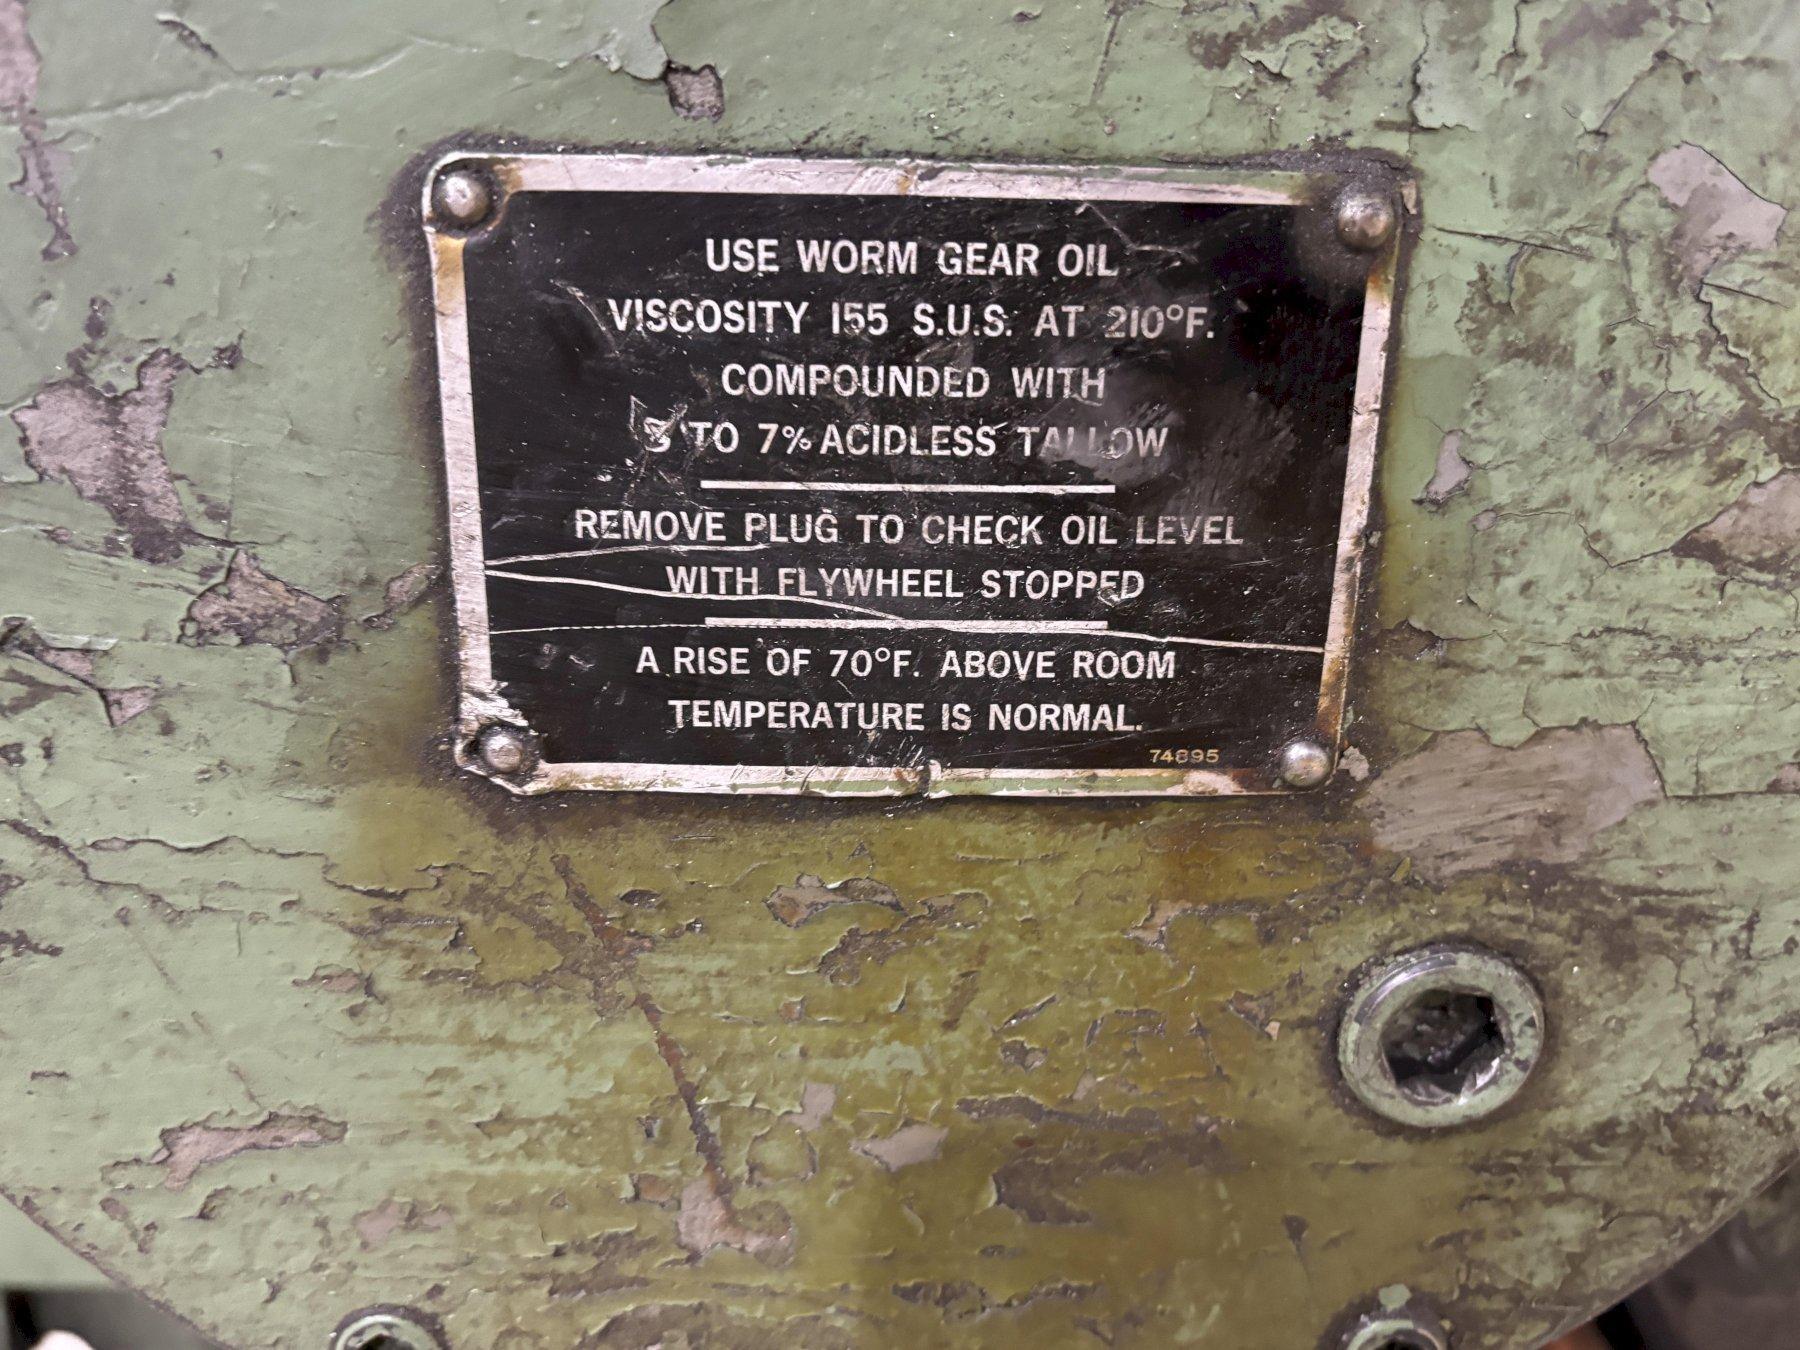 USE WORM GEAR OIL
VISCOSITY 155 S.U.S. AT 210°F.
COMPOUNDED WITH
TO 7% ACIDLESS TALLOW
REMOVE PLUG TO CHECK OIL LEVEL
WITH FLYWHEEL STOPPED
A RISE OF 70°F. ABOVE ROOM
TEMPERATURE IS NORMAL.
74895